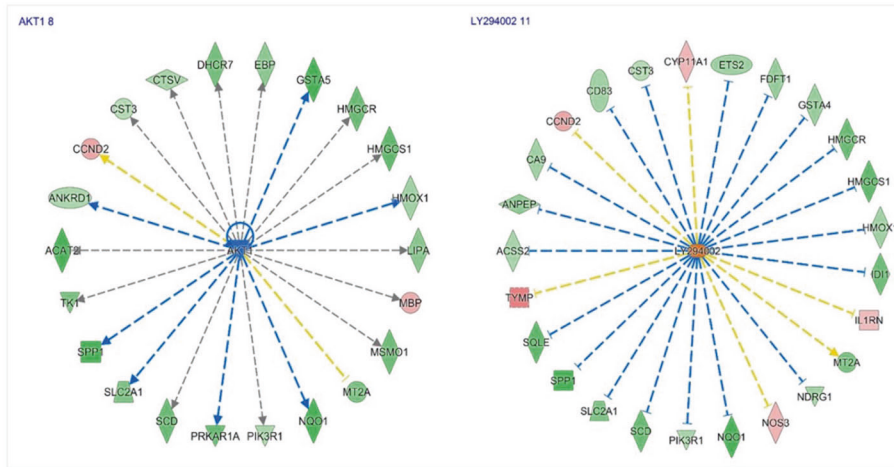 AKT1 8
DHCR7
EBP
CTSV
GSTA5
CST3
HMGCR
CCND2
HMGCS1
ANKRD1
HMOX1
ACAT2
LIPA
TK1
MBP
SPP1
MSMO1
SLC2A1
MT2A
SCD
NQO1
PRKAR1A
PIK3R1
LY294002 11
CYP11A1
ETS2
CST3
FDFT1
CD83
GSTA4
CCND2
HMGCR
CA9
HMGCS1
ANPEP
HMOX
ACSS2
LY294002
IDI1
TYMP
IL1RN
SQLE
MT2A
SPP1
NDRG1
SLC2A1
NOS3
SCD
NQO1
PIK3R1